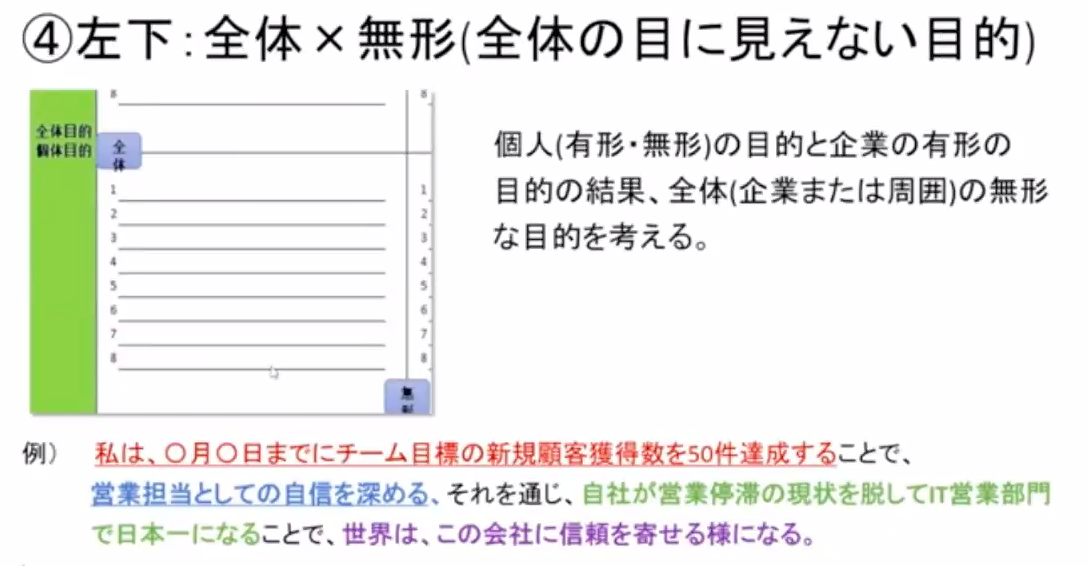 ④左下：全体×無形(全体の目に見えない目的)
8
8
全体目的
個体目的
全
体
1
1
2
2
3
3
4
4
5
5
6
6
7
7
8
8
無
形
個人(有形・無形)の目的と企業の有形の
目的の結果、全体(企業または周囲)の無形
な目的を考える。
例）　私は、〇月〇日までにチーム目標の新規顧客獲得数を50件達成することで、
営業担当としての自信を深める、それを通じ、自社が営業停滞の現状を脱してIT営業部門
で日本一になることで、世界は、この会社に信頼を寄せる様になる。